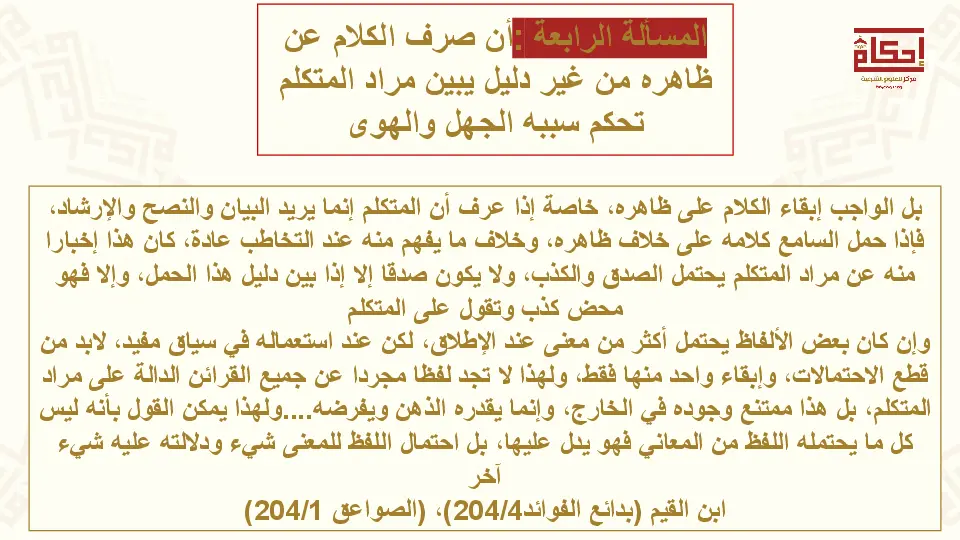 المسألة الرابعة :أن صرف الكلام عن
ظاهره من غير دليل يبين مراد المتكلم
تحكم سببه الجهل والهوى
إحكام
مركز للعلوم الشرعية
بل الواجب إبقاء الكلام على ظاهره، خاصة إذا عرف أن المتكلم إنما يريد البيان والنصح والإرشاد،
فإذا حمل السامع كلامه على خلاف ظاهره، وخلاف ما يفهم منه عند التخاطب عادة، كان هذا إخبارا
منه عن مراد المتكلم يحتمل الصدق والكذب، ولا يكون صدقا إلا إذا بين دليل هذا الحمل، وإلا فهو
محض كذب وتقول على المتكلم
وإن كان بعض الألفاظ يحتمل أكثر من معنى عند الإطلاق، لكن عند استعماله في سياق مفيد، لابد من
قطع الاحتمالات، وإبقاء واحد منها فقط، ولهذا لا تجد لفظا مجردا عن جميع القرائن الدالة على مراد
المتكلم، بل هذا ممتنع وجوده في الخارج، وإنما يقدره الذهن ويفرضه....ولهذا يمكن القول بأنه ليس
كل ما يحتمله اللفظ من المعاني فهو يدل عليها، بل احتمال اللفظ للمعنى شيء ودلالته عليه شيء
آخر
ابن القيم (بدائع الفوائد204/4)، (الصواعق 204/1)